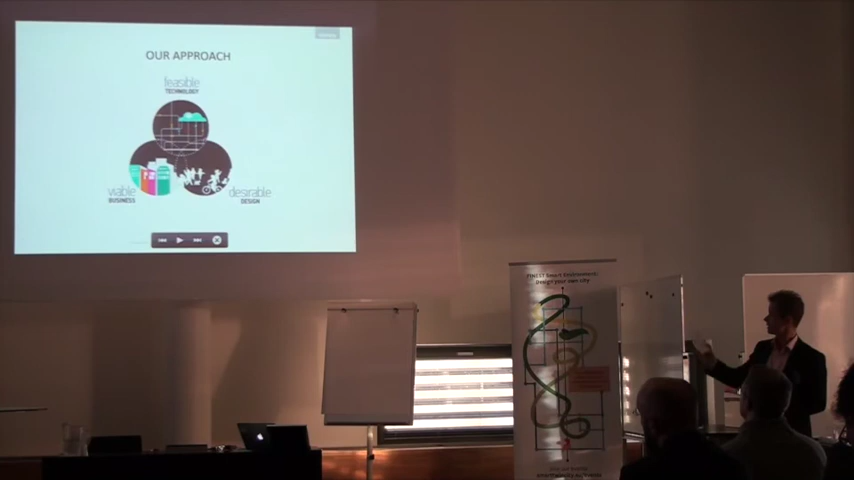 OUR APPROACH
feasible
TECHNOLOGY
viable
BUSINESS
desirable
DESIGN
Smart Environment:
Design your own city